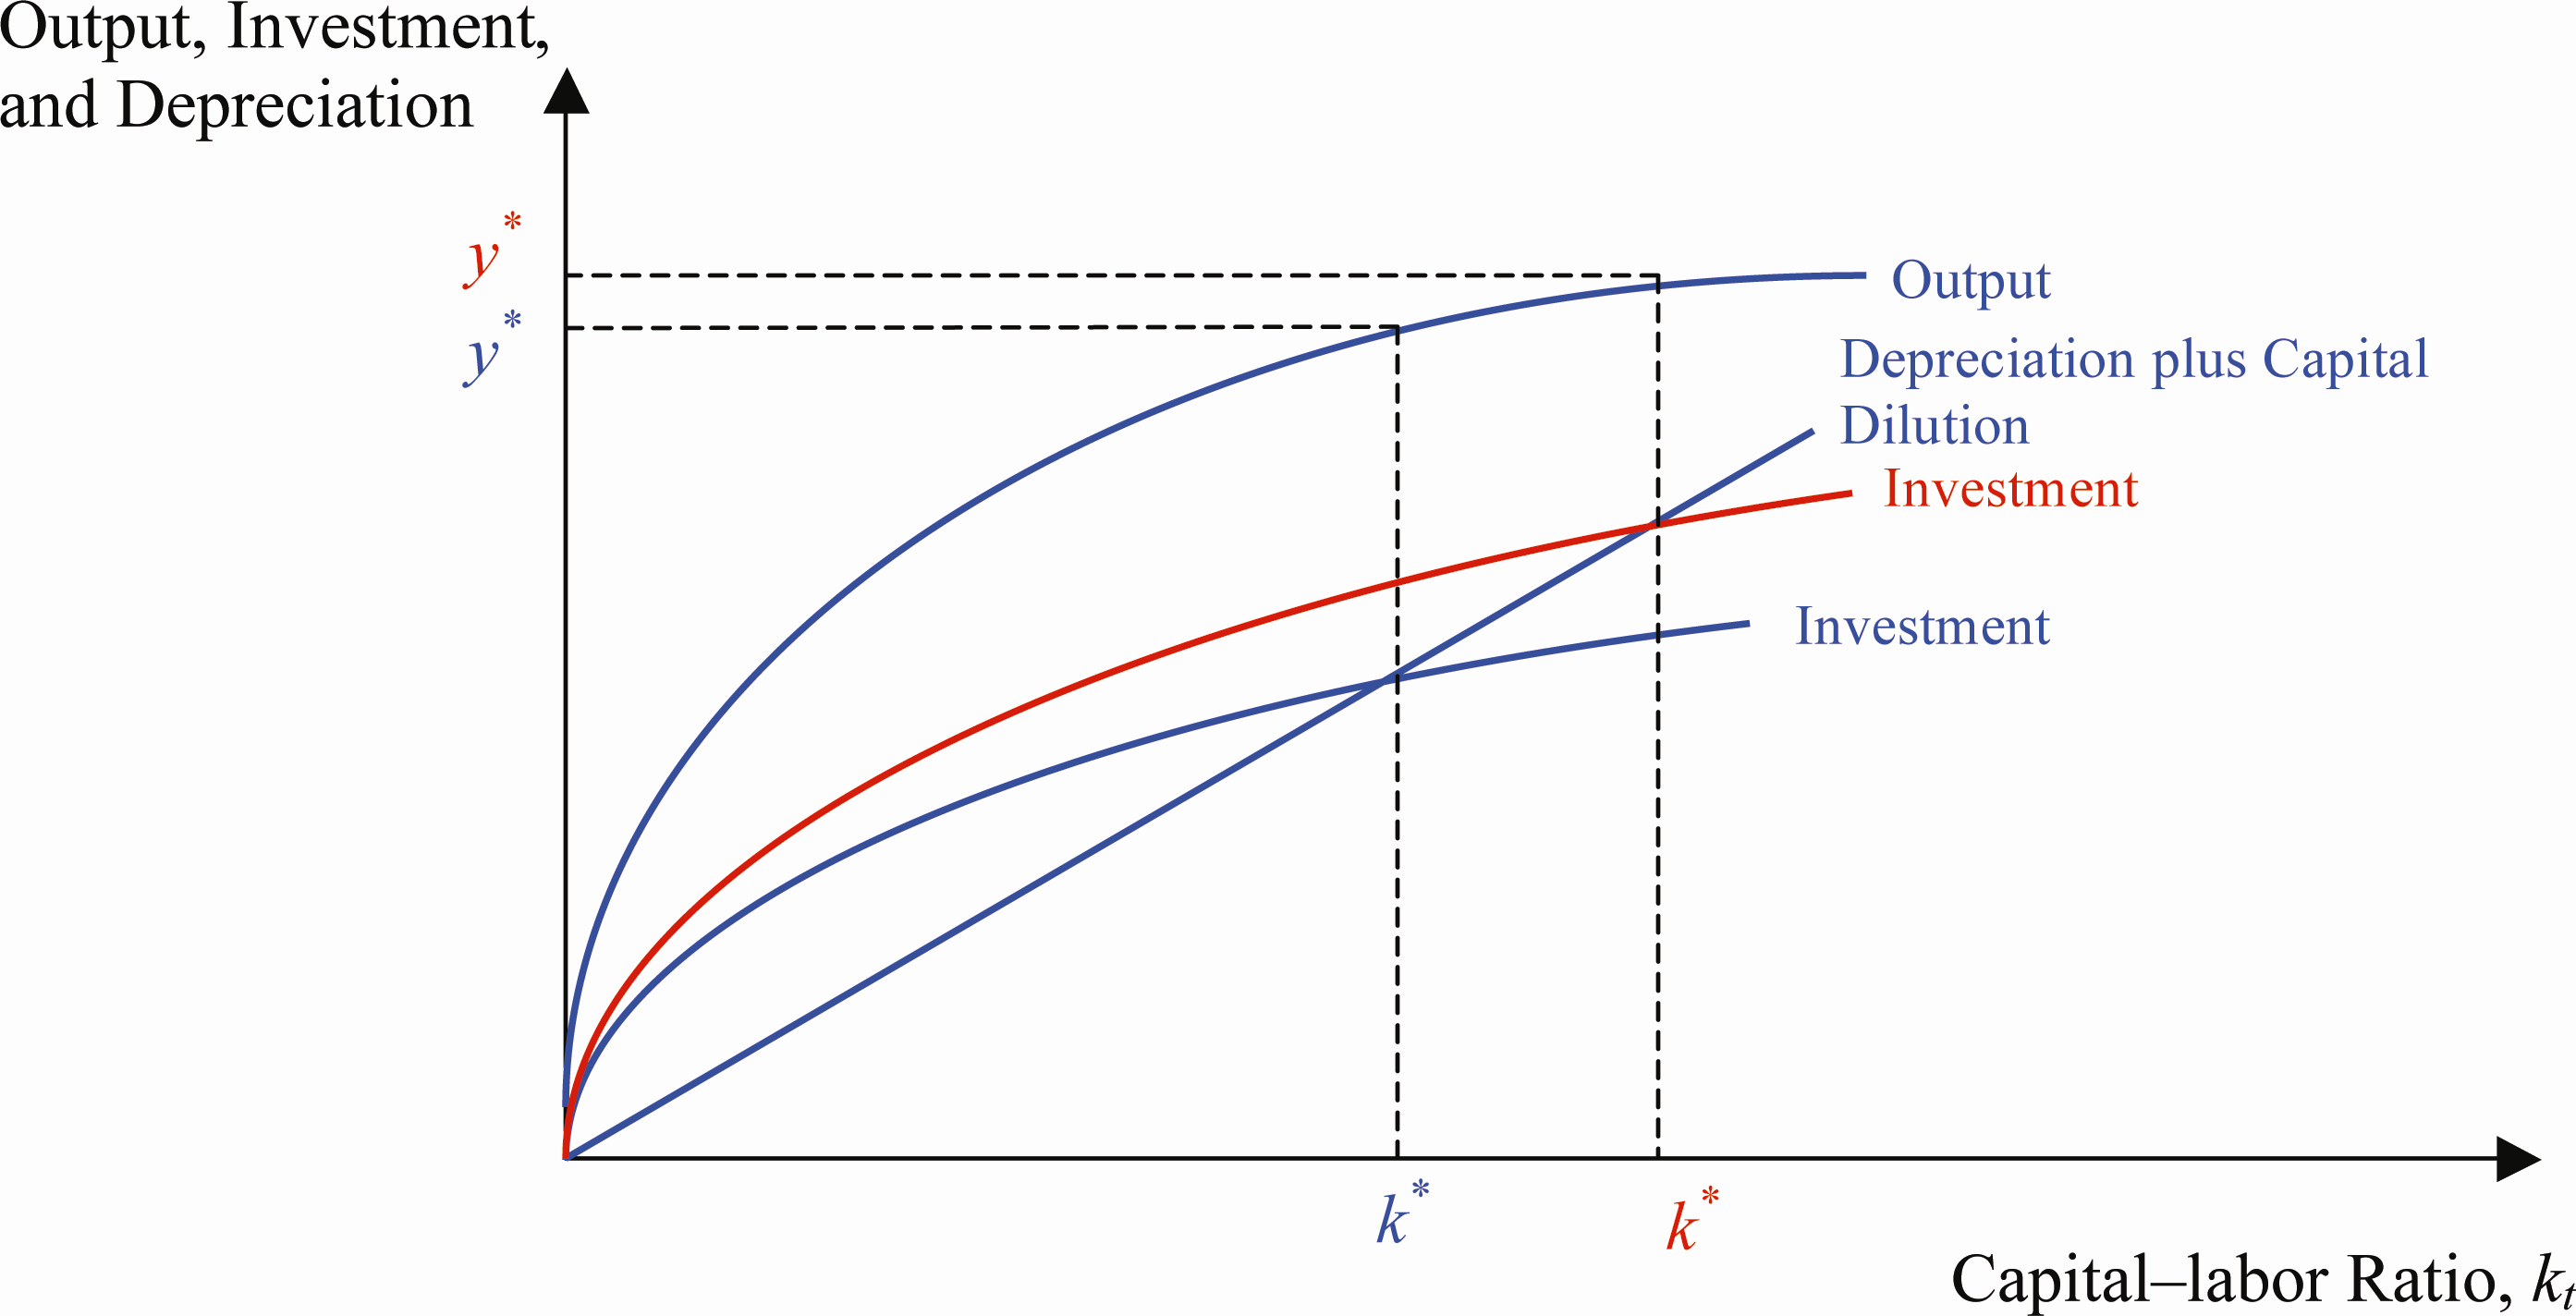 Output, Investment,
and Depreciation
y*
y*
Output
Depreciation plus Capital
Dilution
Investment
Investment
k*
k*
Capital–labor Ratio, kₜ